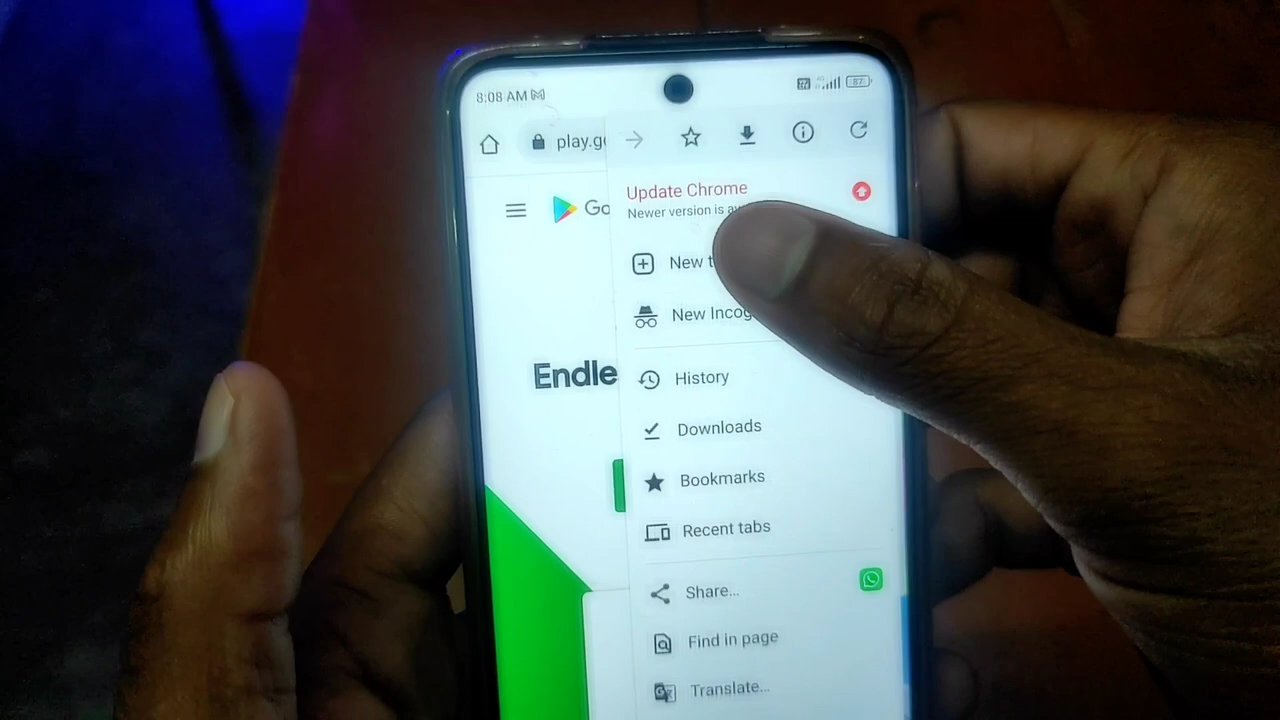 8:08 AM
87
play.g
Update Chrome
Newer version is
Go
New
New Incog
Endle
History
Downloads
Bookmarks
Recent tabs
Share...
Find in page
Translate...